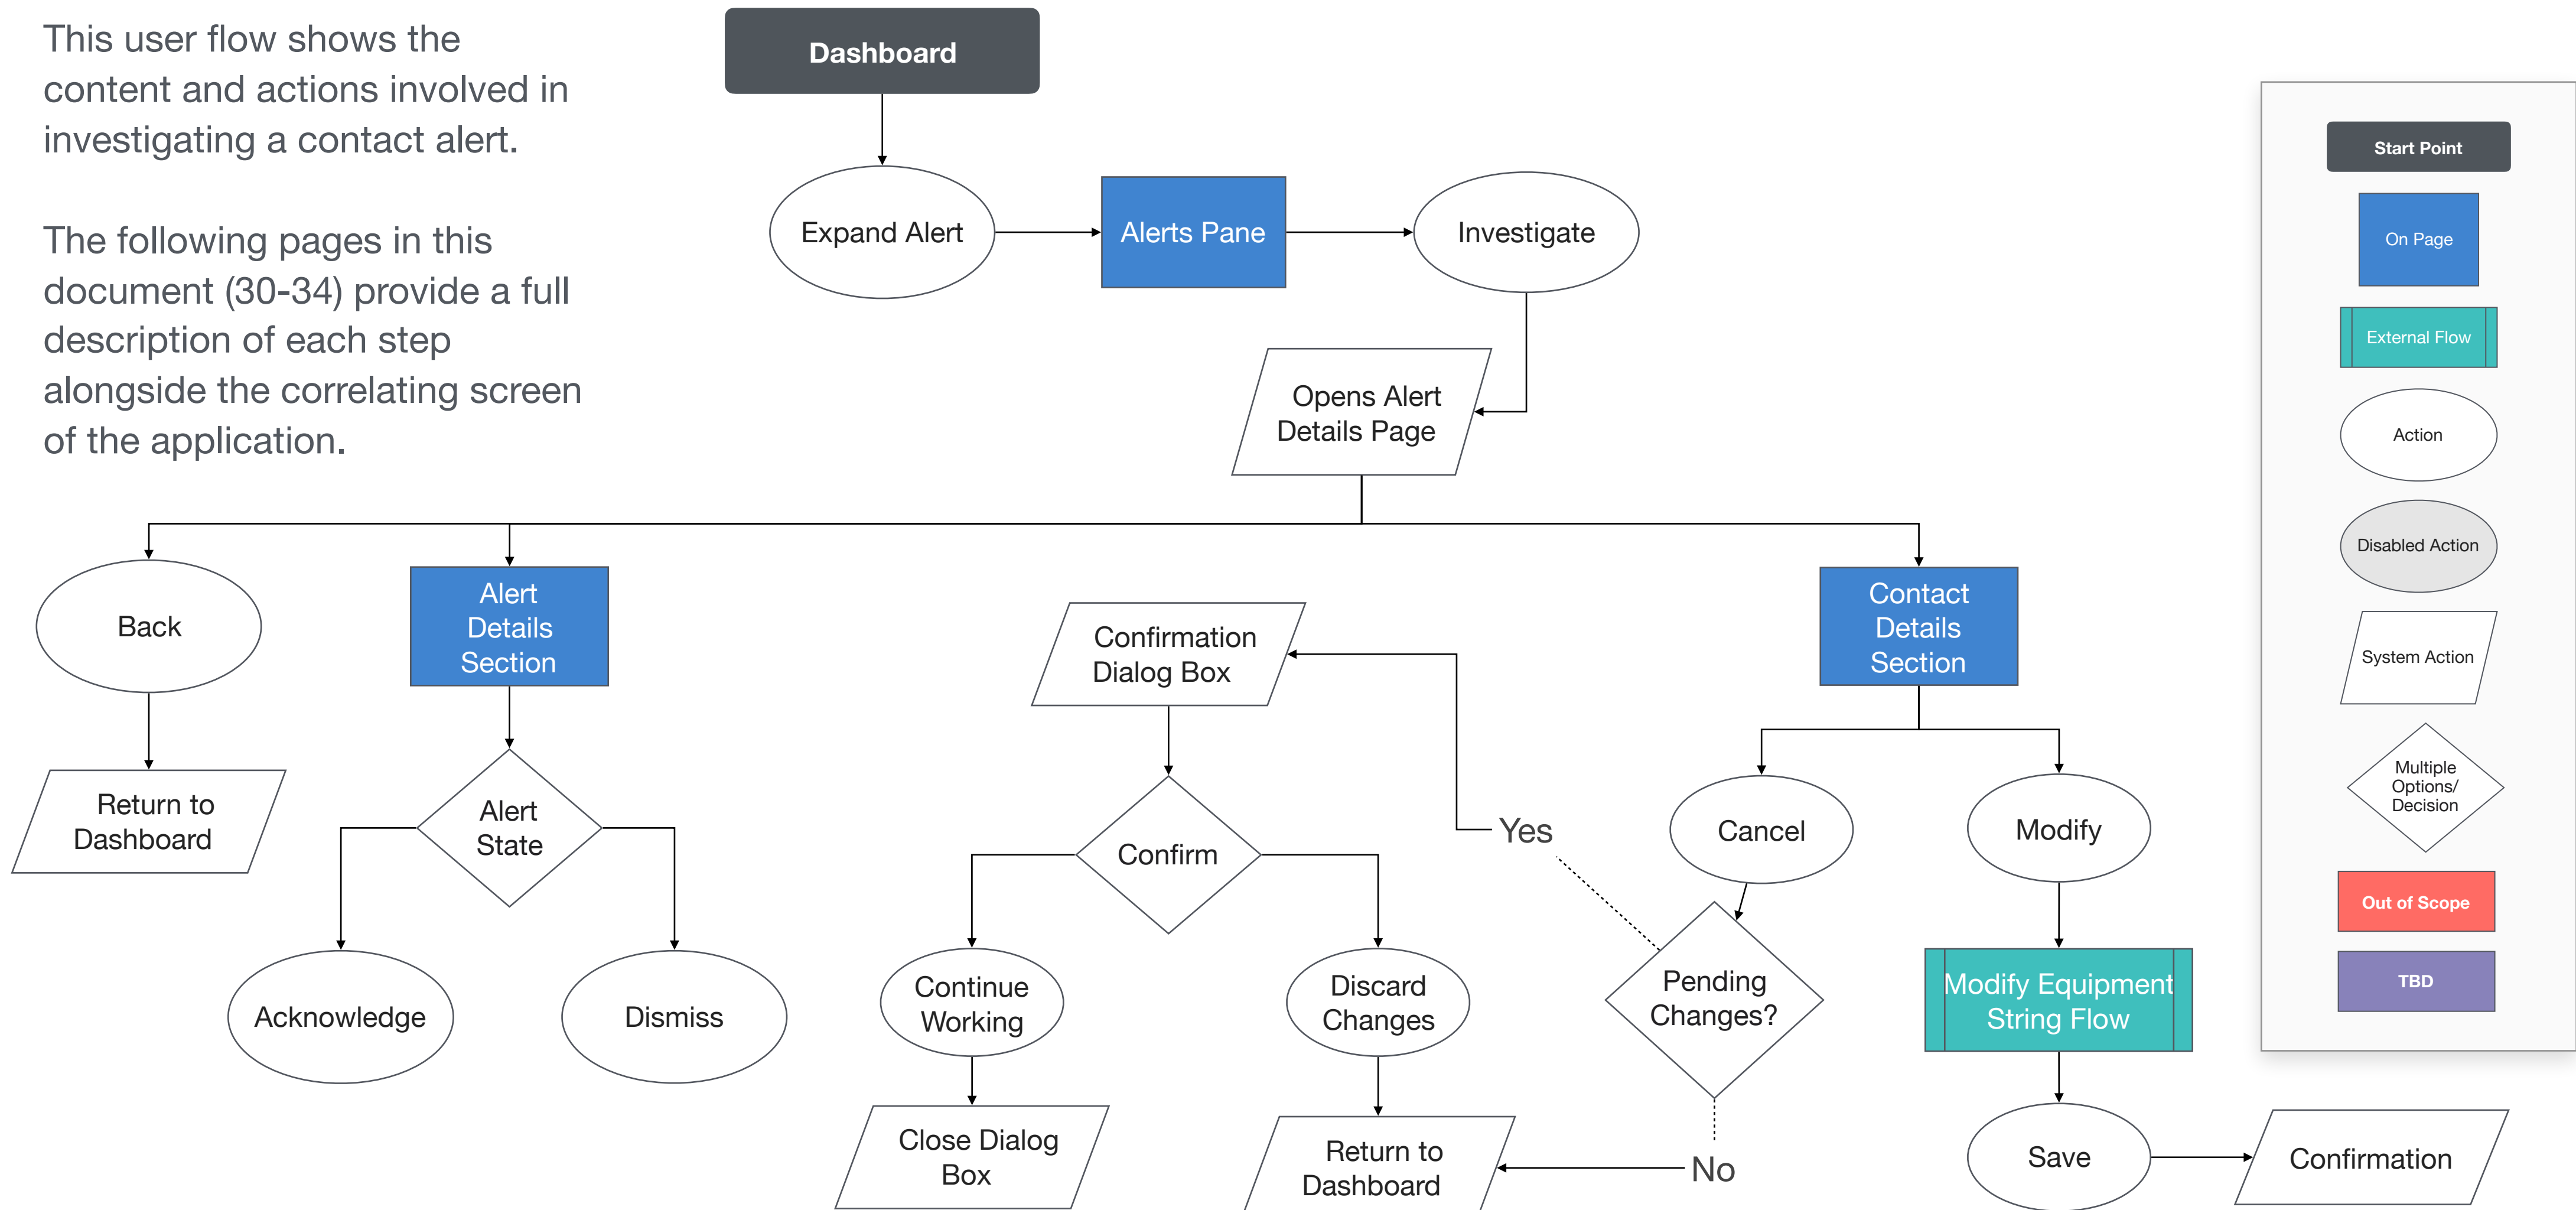 This user flow shows the
content and actions involved in
investigating a contact alert.
The following pages in this
document (30-34) provide a full
description of each step
alongside the correlating screen
of the application.
Dashboard
Expand Alert
Alerts Pane
Investigate
Opens Alert
Details Page
Back
Return to
Dashboard
Alert
Details
Section
Alert
State
Acknowledge
Dismiss
Confirmation
Dialog Box
Confirm
Continue
Working
Close Dialog
Box
Discard
Changes
Return to
Dashboard
Contact
Details
Section
Cancel
Pending
Changes?
Yes
No
Modify
Modify Equipment
String Flow
Save
Confirmation
Start Point
On Page
External Flow
Action
Disabled Action
System Action
Multiple
Options/
Decision
Out of Scope
TBD